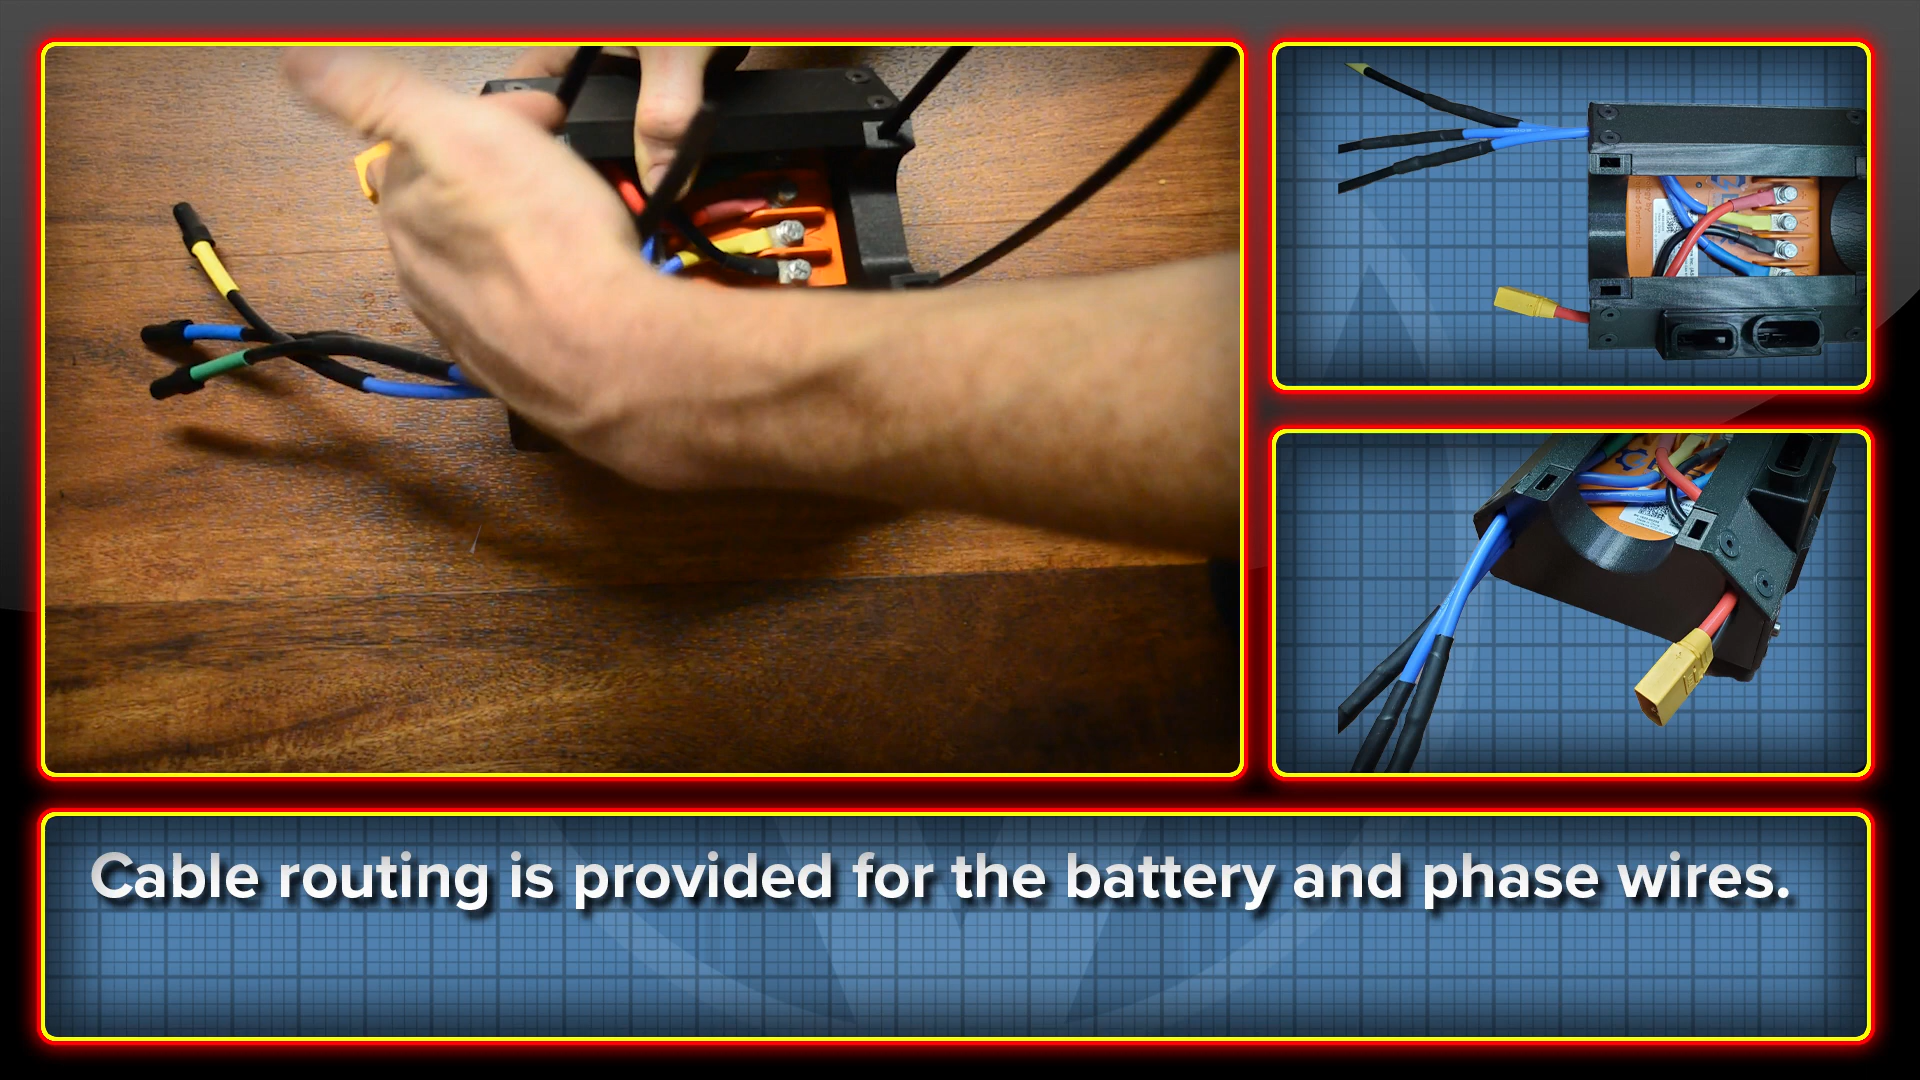 Cable routing is provided for the battery and phase wires.